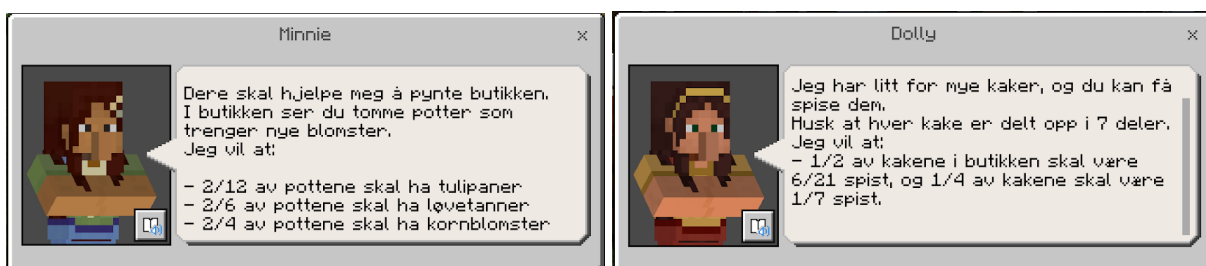 Minnie
Dere skal hjelpe meg å pynte butikken.
I butikken ser du tomme potter som
trenger nye blomster.
Jeg vil at:
- 2/12 av pottene skal ha tulipaner
- 2/6 av pottene skal ha løvetanner
- 2/4 av pottene skal ha kornblomster
Dolly
Jeg har litt for mye kaker, og du kan få
spise dem.
Husk at hver kake er delt opp i 7 deler.
Jeg vil at:
- 1/2 av kakene i butikken skal være
6/21 spist, og 1/4 av kakene skal være
1/7 spist.